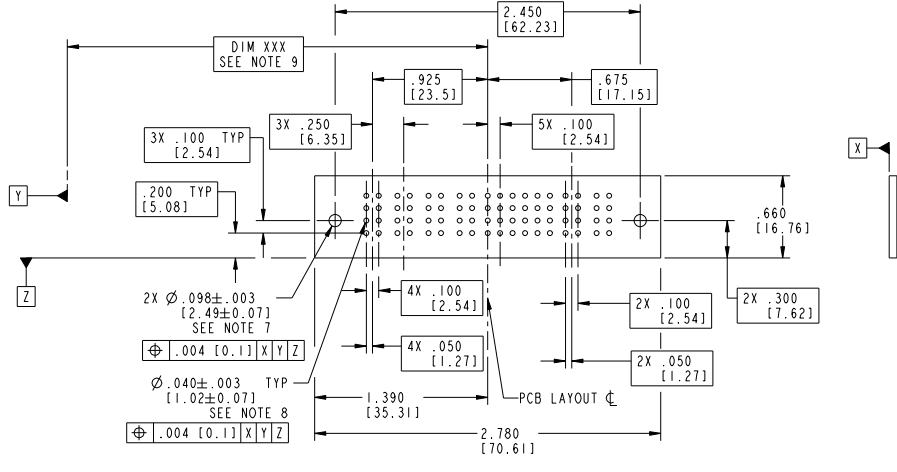 2.450
[62.23]
DIM XXX
SEE NOTE 9
.925
[23.5]
.675
[17.15]
3X .250
[6.35]
5X .100
[2.54]
3X .100 TYP
[2.54]
X
.200 TYP
[5.08]
Y
.660
[16.76]
Z
2X Ø.098±.003
[2.49±0.07]
SEE NOTE 7
⌖ .004 [0.1] X Y Z
4X .100
[2.54]
2X .100
[2.54]
2X .300
[7.62]
4X .050
[1.27]
2X .050
[1.27]
Ø.040±.003 TYP
[1.02±0.07]
SEE NOTE 8
⌖ .004 [0.1] X Y Z
1.390
[35.31]
PCB LAYOUT ℄
2.780
[70.61]